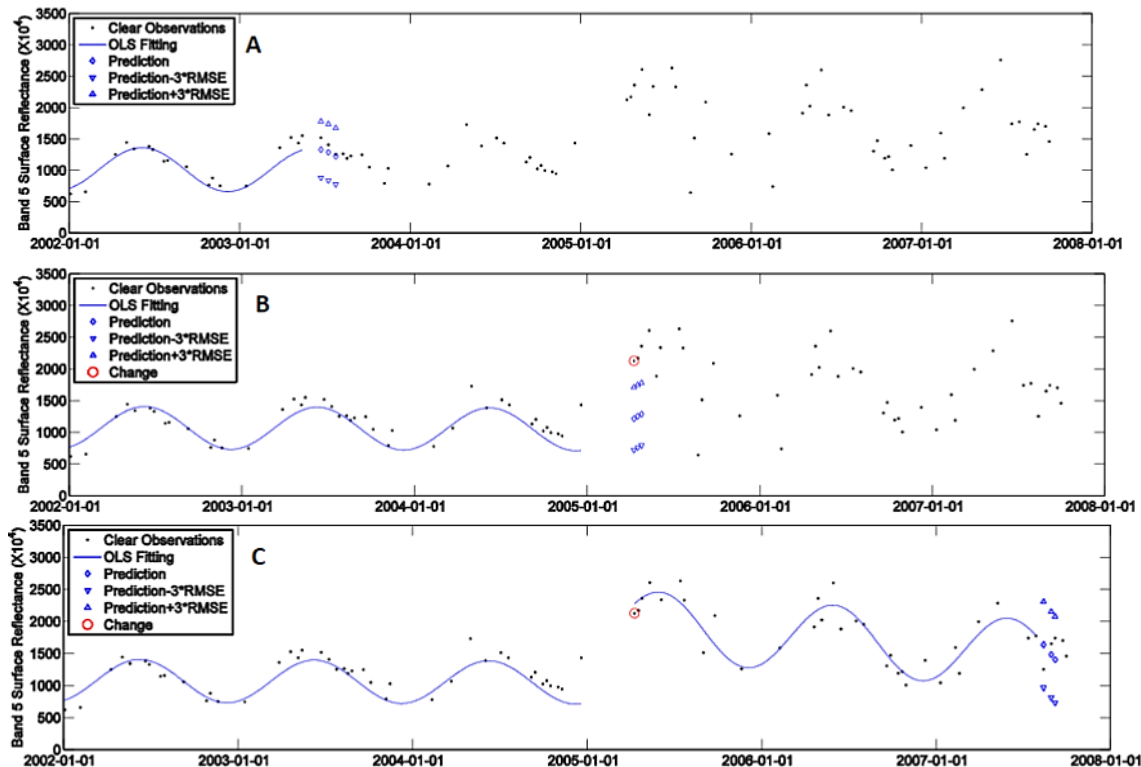 A
Band 5 Surface Reflectance (X10⁴)
3500
3000
2500
2000
1500
1000
500
0
Clear Observations
OLS Fitting
Prediction
Prediction-3*RMSE
Prediction+3*RMSE
2002-01-01 2003-01-01 2004-01-01 2005-01-01 2006-01-01 2007-01-01 2008-01-01
B
Band 5 Surface Reflectance (X10⁴)
3500
3000
2500
2000
1500
1000
500
0
Clear Observations
OLS Fitting
Prediction
Prediction-3*RMSE
Prediction+3*RMSE
Change
2002-01-01 2003-01-01 2004-01-01 2005-01-01 2006-01-01 2007-01-01 2008-01-01
C
Band 5 Surface Reflectance (X10⁴)
3500
3000
2500
2000
1500
1000
500
0
Clear Observations
OLS Fitting
Prediction
Prediction-3*RMSE
Prediction+3*RMSE
Change
2002-01-01 2003-01-01 2004-01-01 2005-01-01 2006-01-01 2007-01-01 2008-01-01